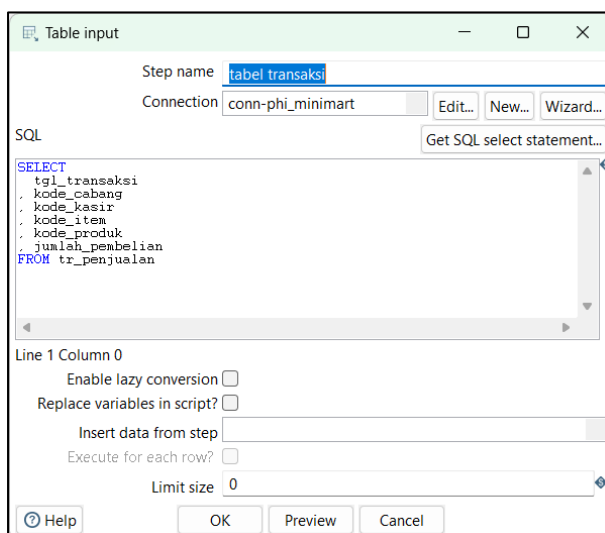 Table input
Step name tabel transaksi
Connection conn-phi_minimart Edit... New... Wizard...
SQL Get SQL select statement...
SELECT
tgl_transaksi
, kode_cabang
, kode_kasir
, kode_item
, kode_produk
, jumlah_pembelian
FROM tr_penjualan
Line 1 Column 0
Enable lazy conversion
Replace variables in script?
Insert data from step
Execute for each row?
Limit size 0
Help OK Preview Cancel